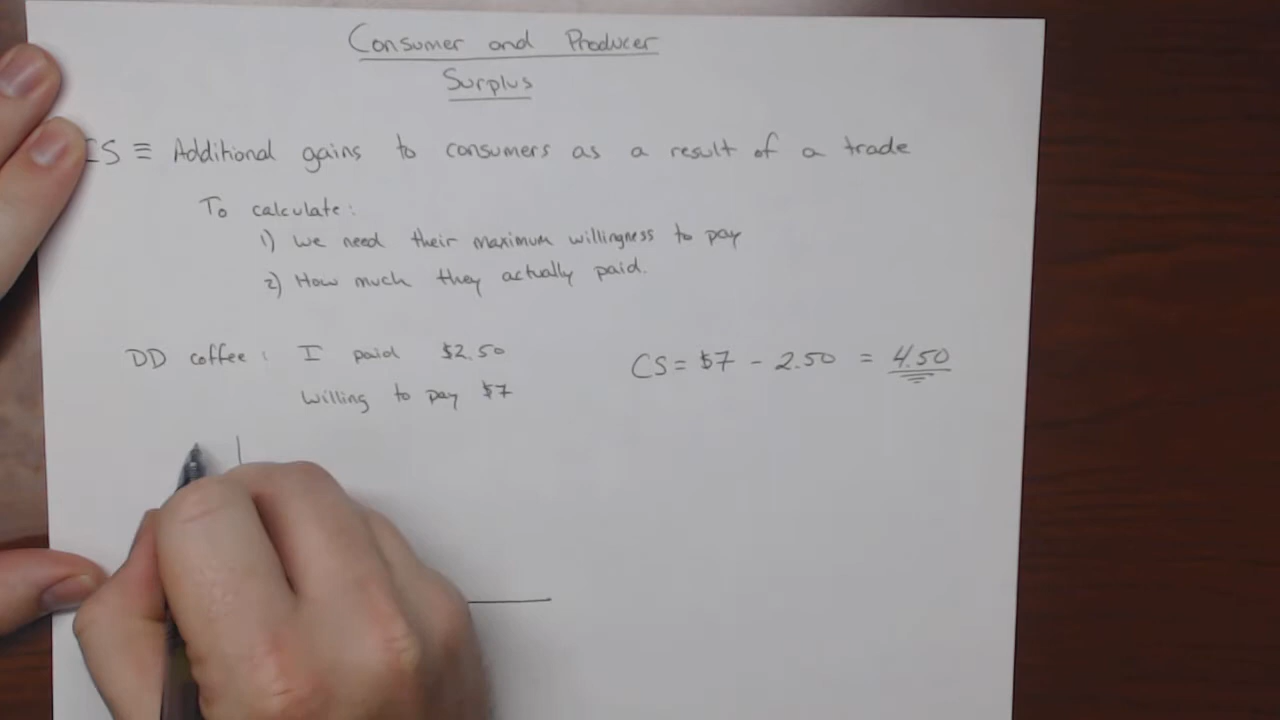 Consumer and Producer
Surplus
CS ≡ Additional gains to consumers as a result of a trade
To calculate:
1) we need their maximum willingness to pay
2) How much they actually paid.
DD coffee: I paid $2.50
Willing to pay $7
CS = $7 - 2.50 = 4.50